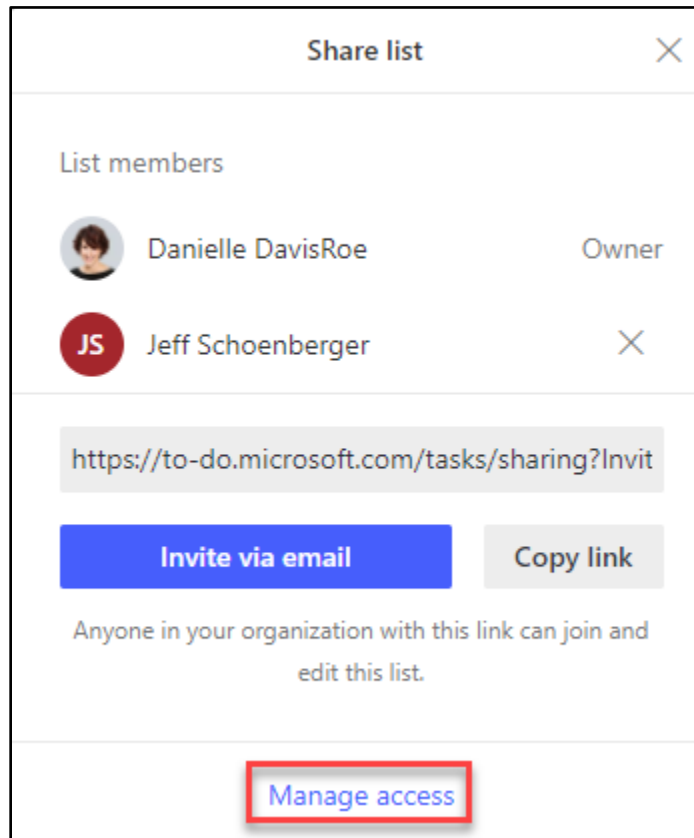 Share list
List members
Danielle DavisRoe
Owner
JS
Jeff Schoenberger
https://to-do.microsoft.com/tasks/sharing?Invit
Invite via email
Copy link
Anyone in your organization with this link can join and
edit this list.
Manage access